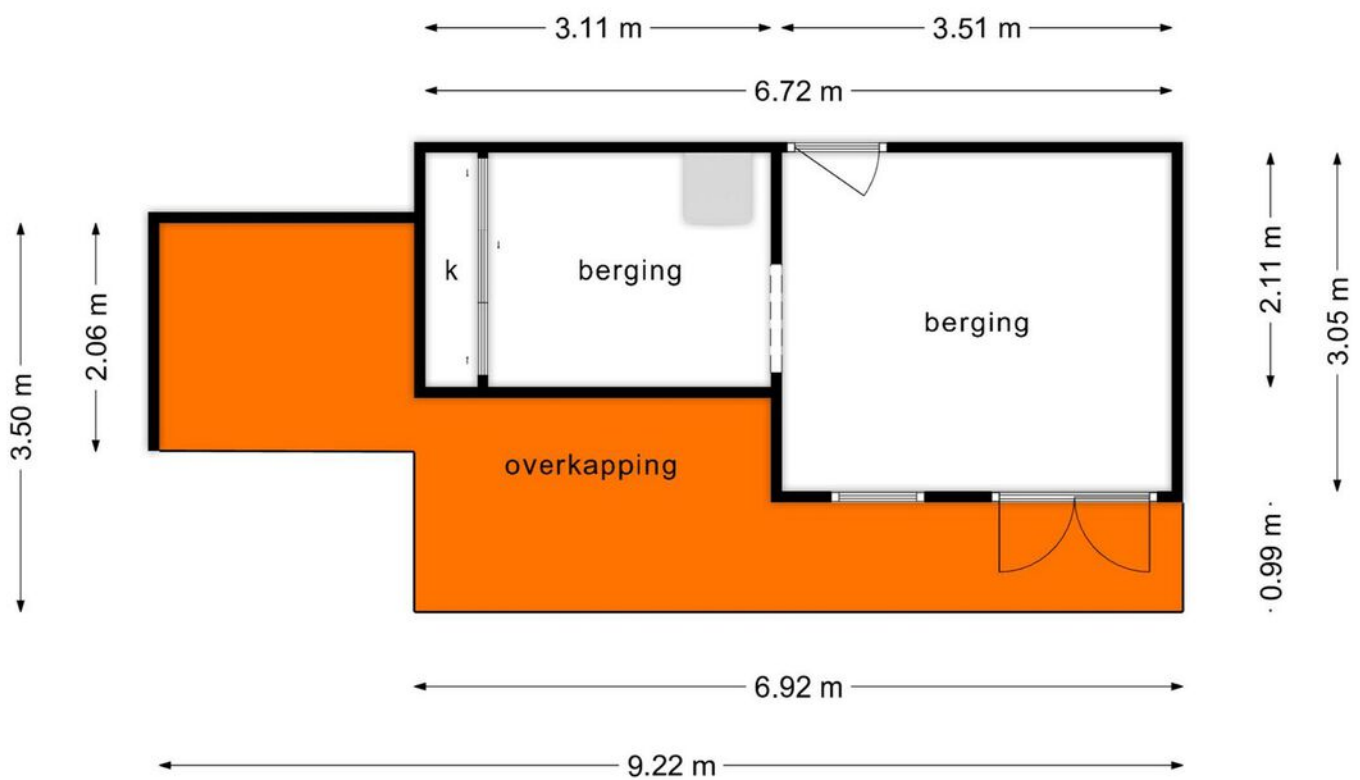 3.11 m
3.51 m
6.72 m
k
berging
berging
overkapping
2.06 m
3.50 m
2.11 m
3.05 m
0.99 m
6.92 m
9.22 m